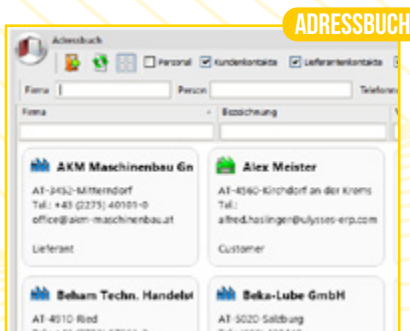 ADRESSBUCH
Adressbuch
Personal Kundenkontakte Lieferantenkontakte
Firma Person
Firma Bezeichnung
AKM Maschinenbau Gm
AT-3452-Mitterndorf
Tel.: +43 (2275) 40101-0
office@akm-maschinenbau.at
Lieferant
Alex Meister
AT-4560-Kirchdorf an der Krems
Tel.:
alfred.haslinger@ulysses-erp.com
Customer
Beham Techn. Handels
AT-4910 Ried
Beka-Lube GmbH
AT-5020 Salzburg